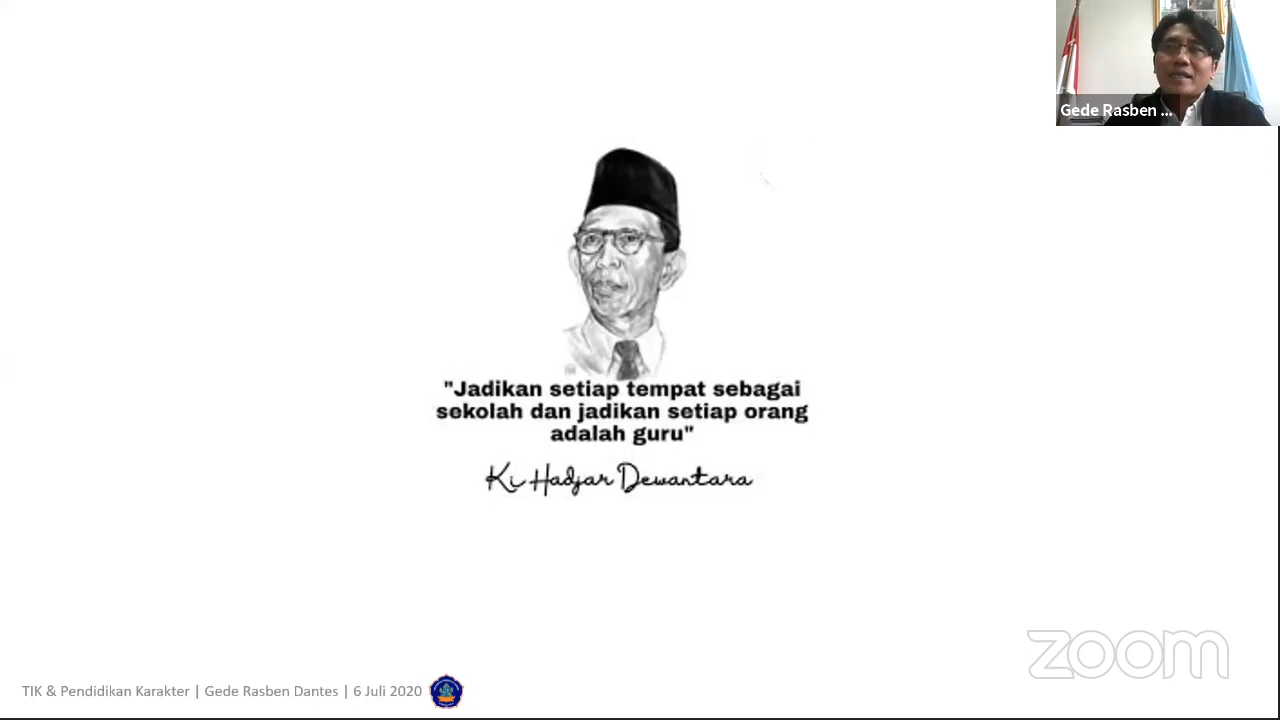 Gede Rasben ...
"Jadikan setiap tempat sebagai
sekolah dan jadikan setiap orang
adalah guru"
Ki Hadjar Dewantara
zoom
TIK & Pendidikan Karakter | Gede Rasben Dantes | 6 Juli 2020